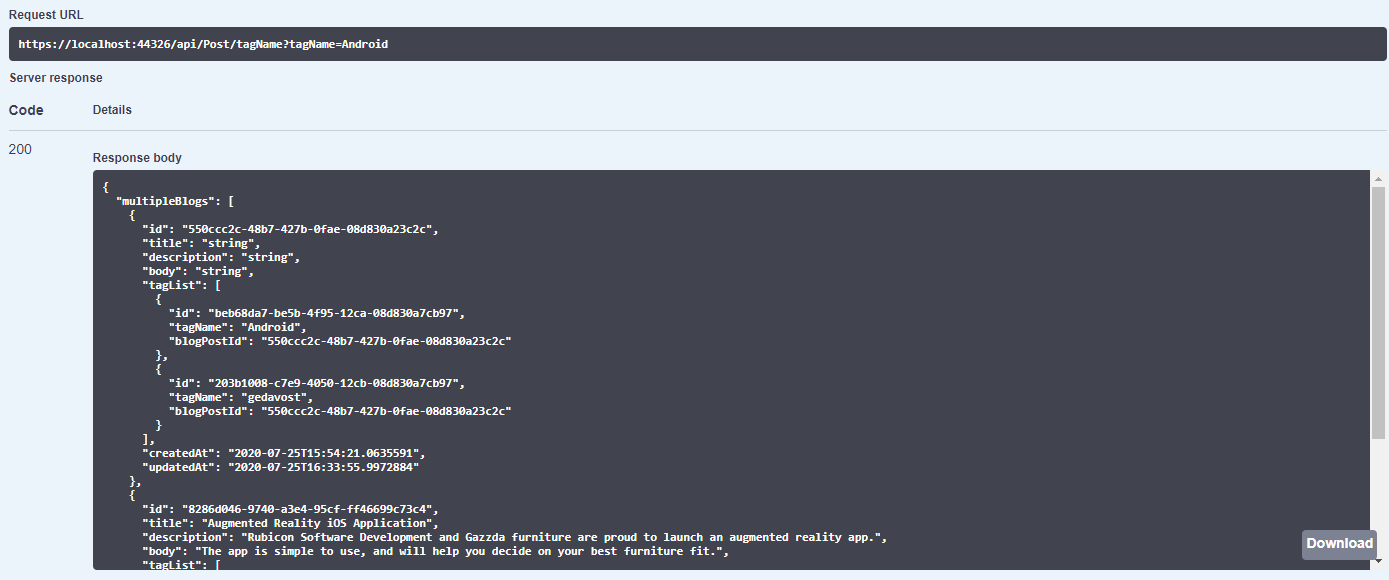 Request URL
https://localhost:44326/api/Post/tagName?tagName=Android
Server response
Code Details
200
Response body
{
"multipleBlogs": [
{
"id": "550ccc2c-48b7-427b-0fae-08d830a23c2c",
"title": "string",
"description": "string",
"body": "string",
"tagList": [
{
"id": "beb68da7-be5b-4f95-12ca-08d830a7cb97",
"tagName": "Android",
"blogPostId": "550ccc2c-48b7-427b-0fae-08d830a23c2c"
},
{
"id": "203b1008-c7e9-4050-12cb-08d830a7cb97",
"tagName": "gedavost",
"blogPostId": "550ccc2c-48b7-427b-0fae-08d830a23c2c"
}
],
"createdAt": "2020-07-25T15:54:21.0635591",
"updatedAt": "2020-07-25T16:33:55.9972884"
},
{
"id": "8286d046-9740-a3e4-95cf-ff46699c73c4",
"title": "Augmented Reality iOS Application",
"description": "Rubicon Software Development and Gazzda furniture are proud to launch an augmented reality app.",
"body": "The app is simple to use, and will help you decide on your best furniture fit.",
"tagList": [
Download